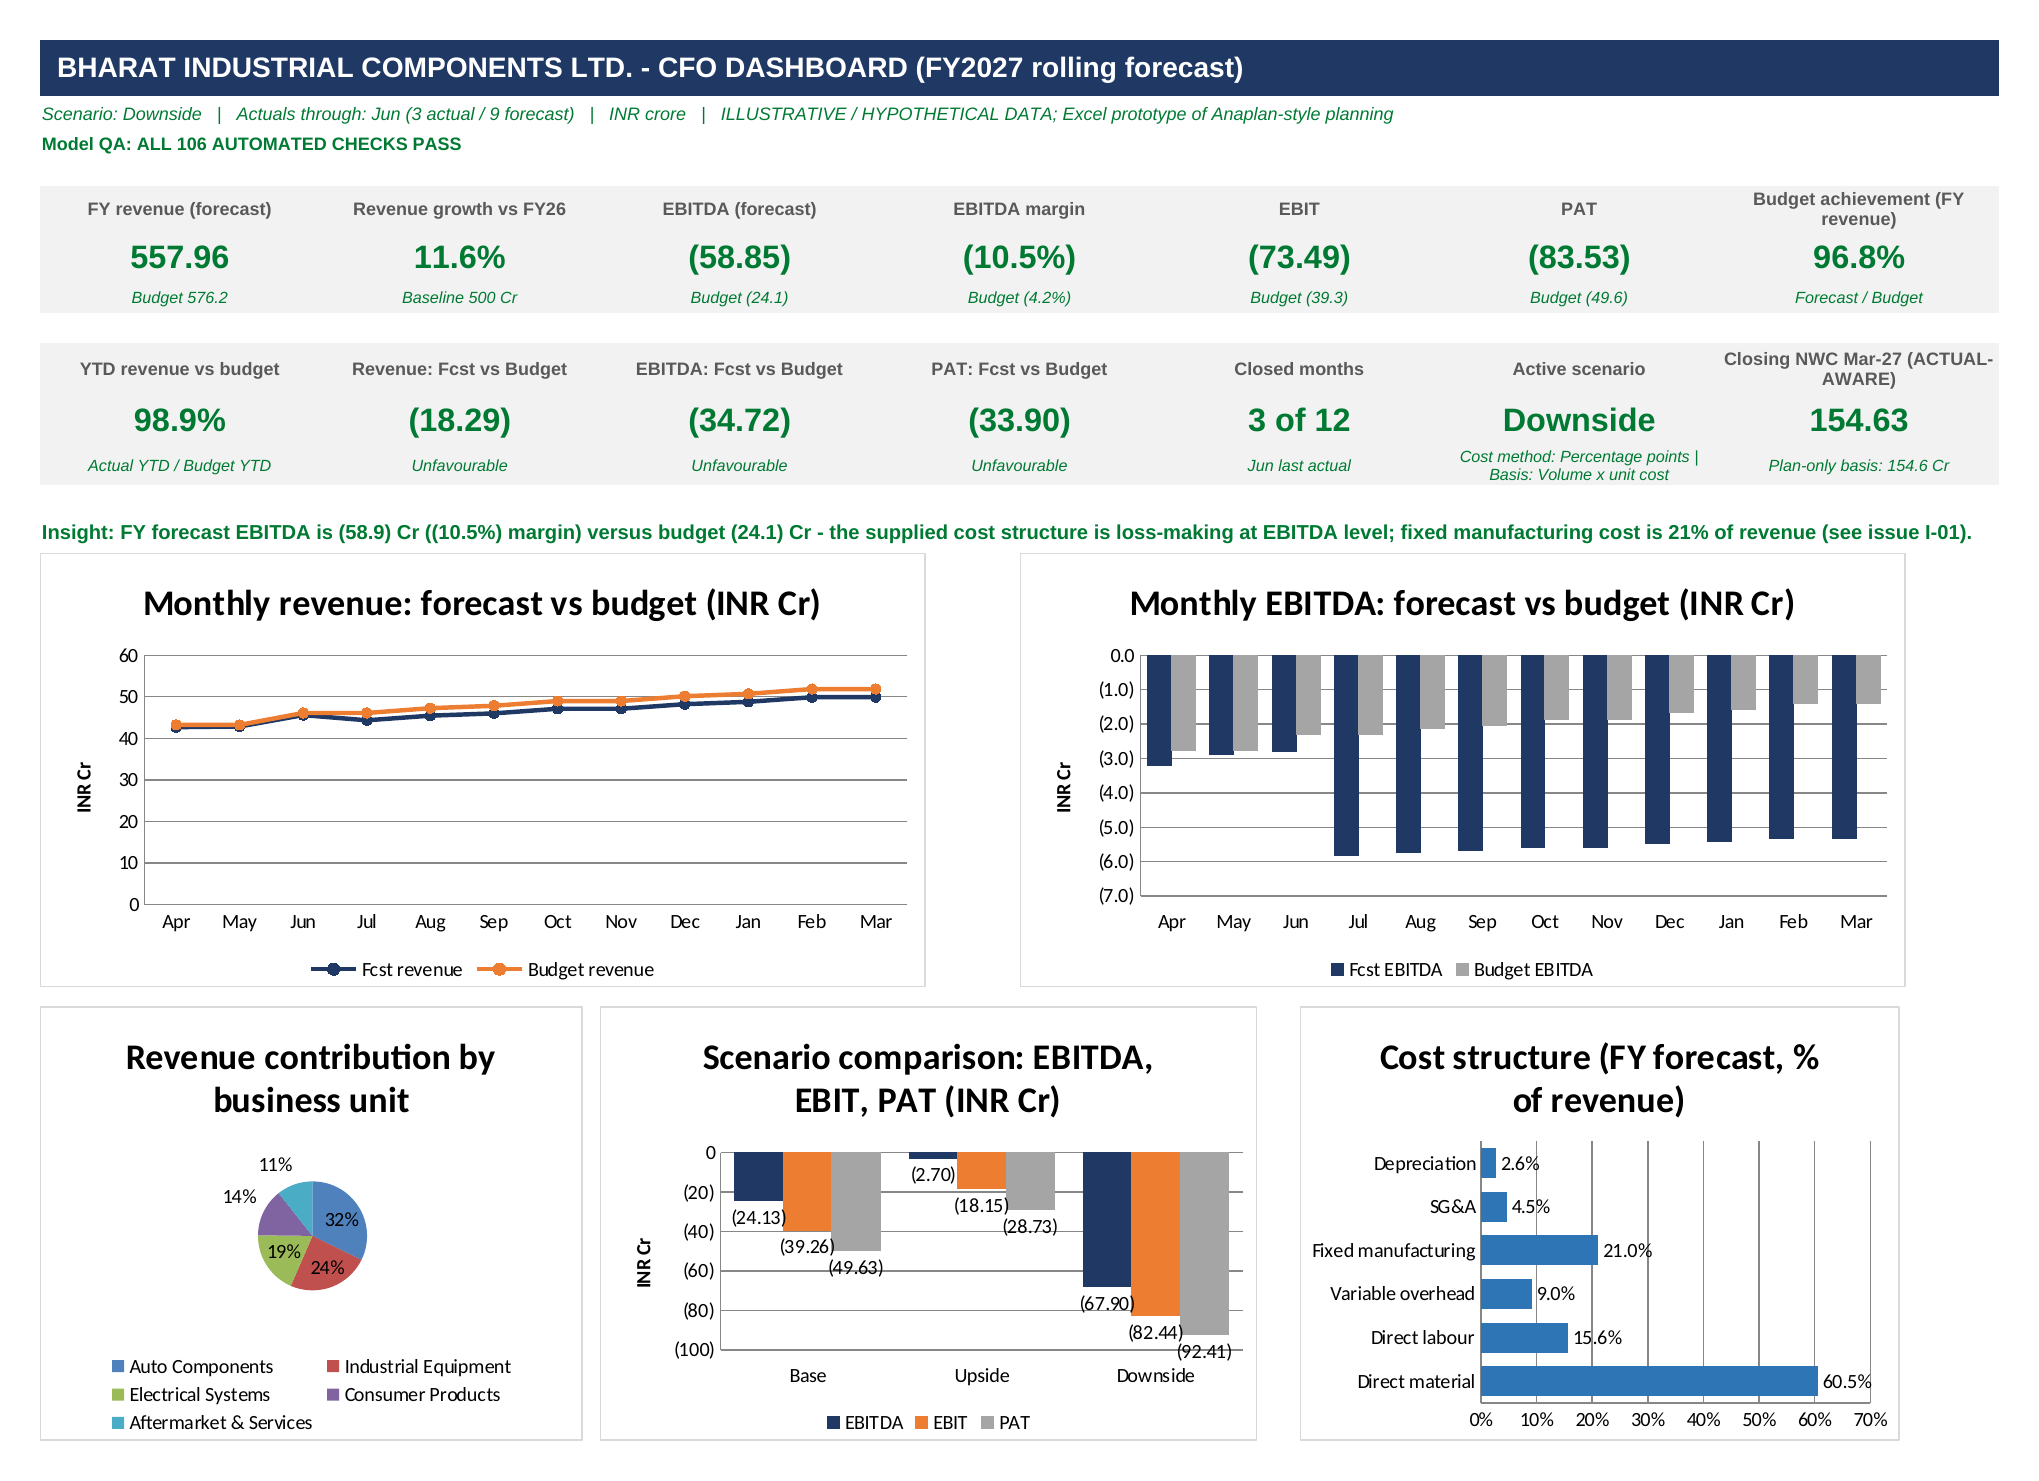 BHARAT INDUSTRIAL COMPONENTS LTD. - CFO DASHBOARD (FY2027 rolling forecast)
Scenario: Downside | Actuals through: Jun (3 actual / 9 forecast) | INR crore | ILLUSTRATIVE / HYPOTHETICAL DATA; Excel prototype of Anaplan-style planning
Model QA: ALL 106 AUTOMATED CHECKS PASS
FY revenue (forecast) Revenue growth vs FY26 EBITDA (forecast) EBITDA margin EBIT PAT Budget achievement (FY
revenue)
557.96 11.6% (58.85) (10.5%) (73.49) (83.53) 96.8%
Budget 576.2 Baseline 500 Cr Budget (24.1) Budget (4.2%) Budget (39.3) Budget (49.6) Forecast / Budget
YTD revenue vs budget Revenue: Fcst vs Budget EBITDA: Fcst vs Budget PAT: Fcst vs Budget Closed months Active scenario Closing NWC Mar-27 (ACTUAL-
AWARE)
98.9% (18.29) (34.72) (33.90) 3 of 12 Downside 154.63
Actual YTD / Budget YTD Unfavourable Unfavourable Unfavourable Jun last actual Cost method: Percentage points |
Basis: Volume x unit cost Plan-only basis: 154.6 Cr
Insight: FY forecast EBITDA is (58.9) Cr ((10.5%) margin) versus budget (24.1) Cr - the supplied cost structure is loss-making at EBITDA level; fixed manufacturing cost is 21% of revenue (see issue I-01).
Monthly revenue: forecast vs budget (INR Cr)
60
50
40
30
20
10
0
INR Cr
Apr May Jun Jul Aug Sep Oct Nov Dec Jan Feb Mar
Fcst revenue Budget revenue
Monthly EBITDA: forecast vs budget (INR Cr)
0.0
(1.0)
(2.0)
(3.0)
(4.0)
(5.0)
(6.0)
(7.0)
INR Cr
Apr May Jun Jul Aug Sep Oct Nov Dec Jan Feb Mar
Fcst EBITDA Budget EBITDA
Revenue contribution by
business unit
11%
14%
32%
19%
24%
Auto Components Industrial Equipment
Electrical Systems Consumer Products
Aftermarket & Services
Scenario comparison: EBITDA,
EBIT, PAT (INR Cr)
0
(20)
(40)
(60)
(80)
(100)
INR Cr
(24.13)
(39.26)
(49.63)
(2.70)
(18.15)
(28.73)
(67.90)
(82.44)
(92.41)
Base Upside Downside
EBITDA EBIT PAT
Cost structure (FY forecast, %
of revenue)
Depreciation 2.6%
SG&A 4.5%
Fixed manufacturing 21.0%
Variable overhead 9.0%
Direct labour 15.6%
Direct material 60.5%
0% 10% 20% 30% 40% 50% 60% 70%